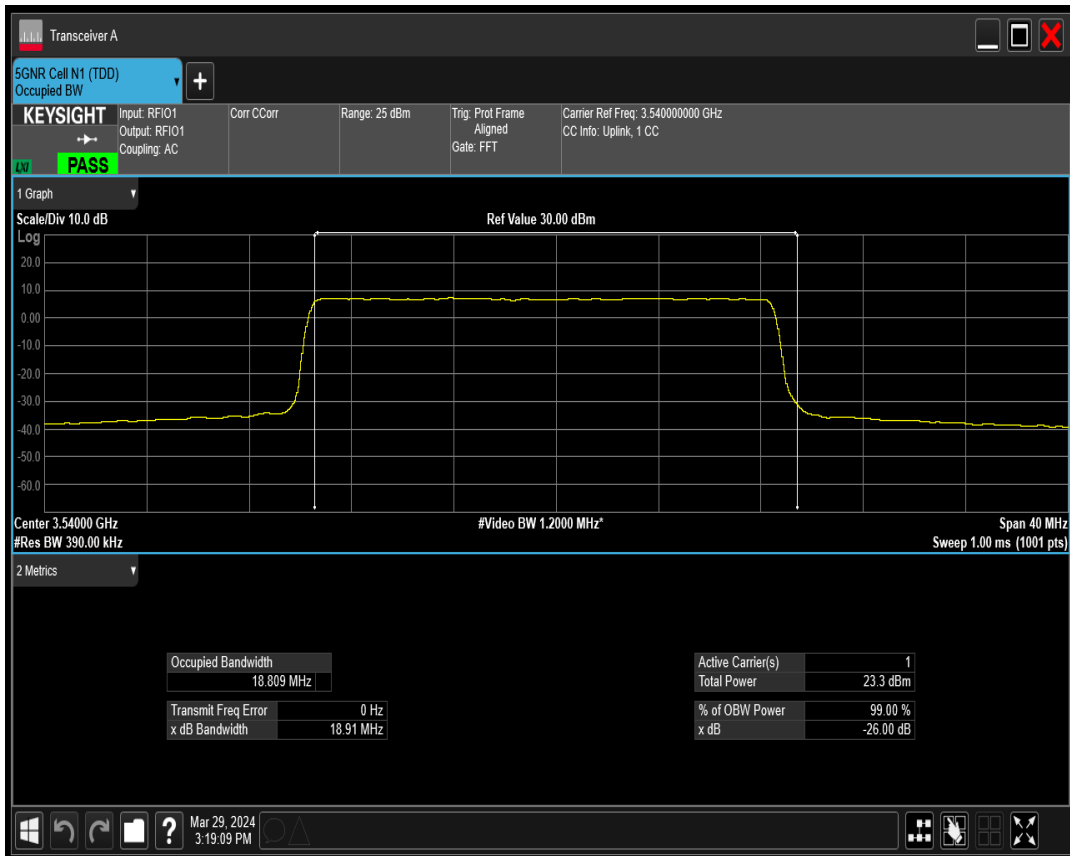 Transceiver A
5GNR Cell N1 (TDD)
Occupied BW
+
KEYSIGHT
LXI
PASS
Input: RFIO1
Output: RFIO1
Coupling: AC
Corr CCorr
Range: 25 dBm
Trig: Prot Frame
Aligned
Gate: FFT
Carrier Ref Freq: 3.540000000 GHz
CC Info: Uplink, 1 CC
1 Graph
Scale/Div 10.0 dB
Ref Value 30.00 dBm
Log
20.0
10.0
0.00
-10.0
-20.0
-30.0
-40.0
-50.0
-60.0
Center 3.54000 GHz
#Video BW 1.2000 MHz*
Span 40 MHz
#Res BW 390.00 kHz
Sweep 1.00 ms (1001 pts)
2 Metrics
Occupied Bandwidth
18.809 MHz
Transmit Freq Error 0 Hz
x dB Bandwidth 18.91 MHz
Active Carrier(s) 1
Total Power 23.3 dBm
% of OBW Power 99.00 %
x dB -26.00 dB
?
Mar 29, 2024
3:19:09 PM